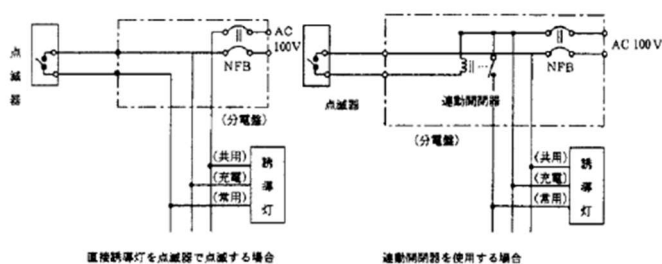 点滅器
AC
100V
NFB
(分電盤)
(共用)
(充電)
(常用)
誘導灯
直接誘導灯を点滅器で点滅する場合
点滅器
連動開閉器
AC 100V
NFB
(分電盤)
(共用)
(充電)
(常用)
誘導灯
連動開閉器を使用する場合